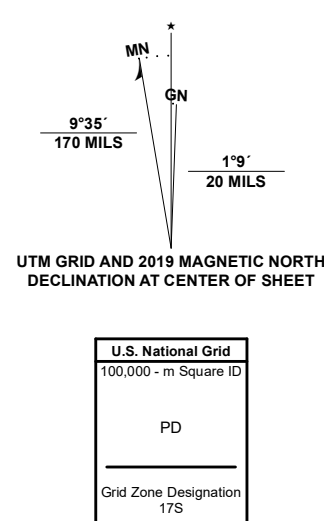 ★
MN
GN
9°35´
170 MILS
1°9´
20 MILS
UTM GRID AND 2019 MAGNETIC NORTH
DECLINATION AT CENTER OF SHEET
U.S. National Grid
100,000 - m Square ID
PD
Grid Zone Designation
17S